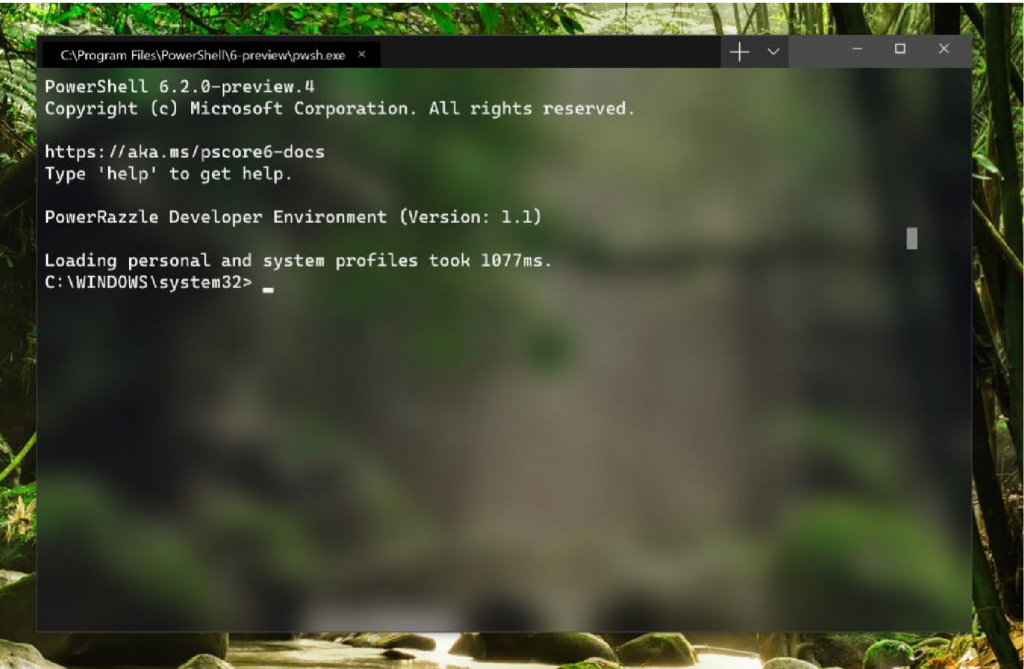 C:\Program Files\PowerShell\6-preview\pwsh.exe
PowerShell 6.2.0-preview.4
Copyright (c) Microsoft Corporation. All rights reserved.
https://aka.ms/pscore6-docs
Type 'help' to get help.
PowerRazzle Developer Environment (Version: 1.1)
Loading personal and system profiles took 1077ms.
C:\WINDOWS\system32> _